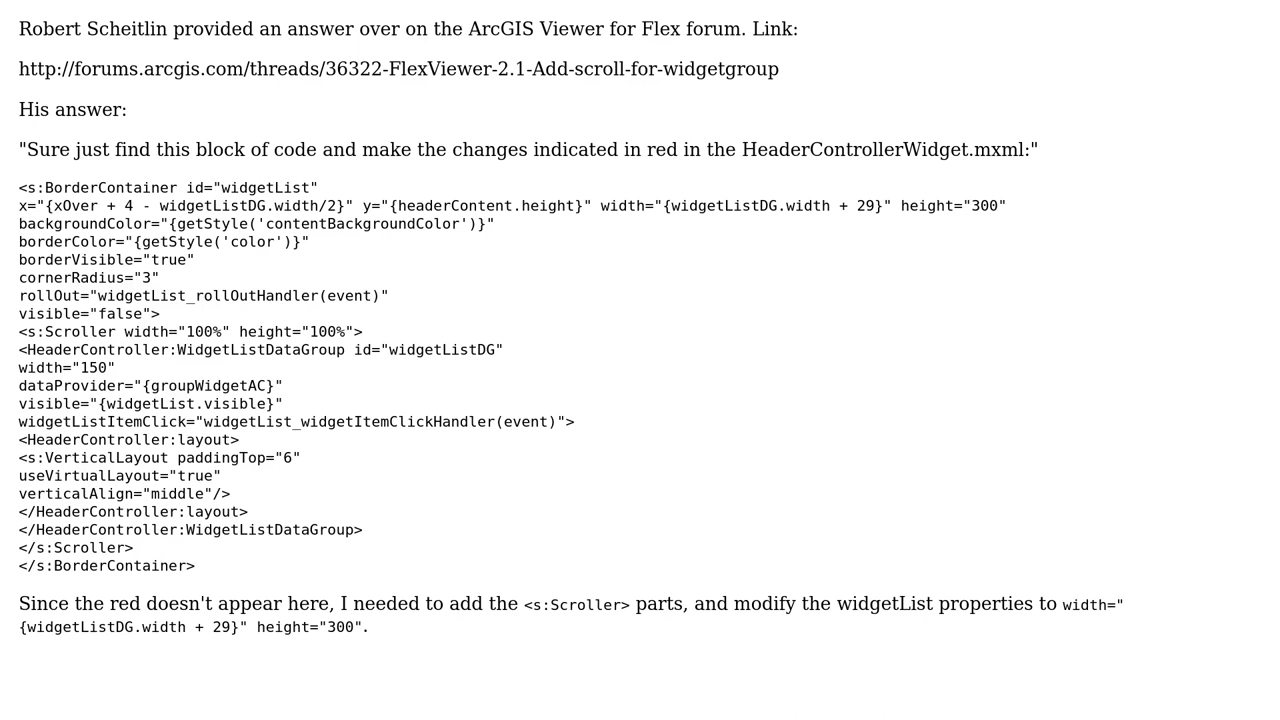 Robert Scheitlin provided an answer over on the ArcGIS Viewer for Flex forum. Link:
http://forums.arcgis.com/threads/36322-FlexViewer-2.1-Add-scroll-for-widgetgroup
His answer:
"Sure just find this block of code and make the changes indicated in red in the HeaderControllerWidget.mxml:"
<s:BorderContainer id="widgetList"
x="{xOver + 4 - widgetListDG.width/2}" y="{headerContent.height}" width="{widgetListDG.width + 29}" height="300"
backgroundColor="{getStyle('contentBackgroundColor')}"
borderColor="{getStyle('color')}"
borderVisible="true"
cornerRadius="3"
rollOut="widgetList_rollOutHandler(event)"
visible="false">
<s:Scroller width="100%" height="100%">
<HeaderController:WidgetListDataGroup id="widgetListDG"
width="150"
dataProvider="{groupWidgetAC}"
visible="{widgetList.visible}"
widgetListItemClick="widgetList_widgetItemClickHandler(event)">
<HeaderController:layout>
<s:VerticalLayout paddingTop="6"
useVirtualLayout="true"
verticalAlign="middle"/>
</HeaderController:layout>
</HeaderController:WidgetListDataGroup>
</s:Scroller>
</s:BorderContainer>
Since the red doesn't appear here, I needed to add the <s:Scroller> parts, and modify the widgetList properties to width="
{widgetListDG.width + 29}" height="300".